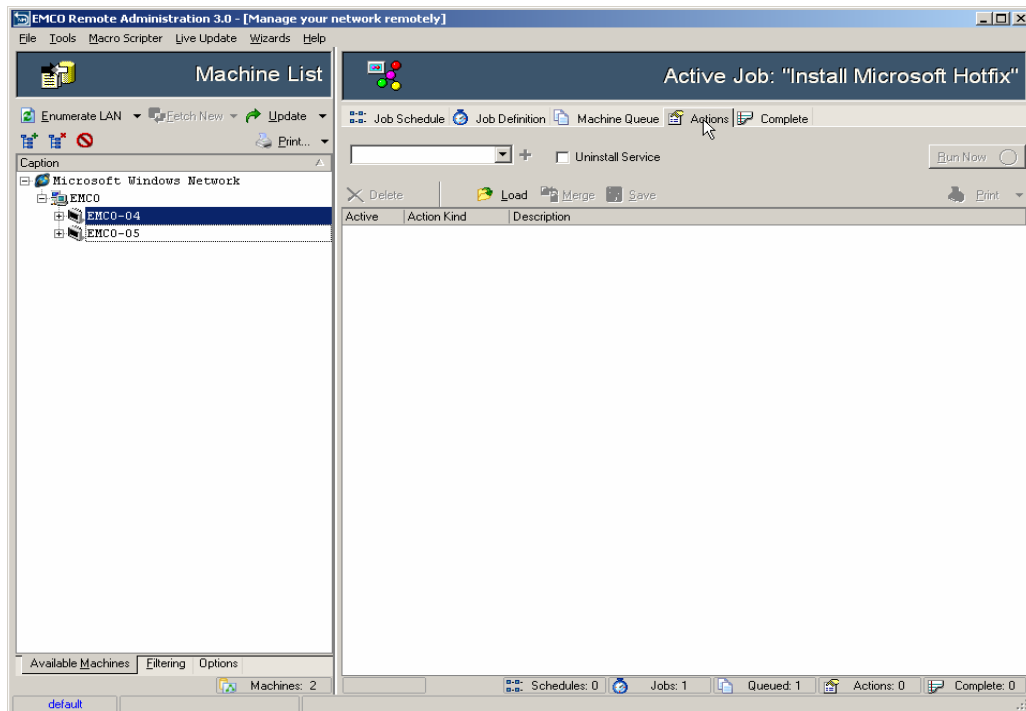 EMCO Remote Administration 3.0 - [Manage your network remotely]
File Tools Macro Scripter Live Update Wizards Help
Machine List
Active Job: "Install Microsoft Hotfix"
Enumerate LAN Fetch New Update
Job Schedule Job Definition Machine Queue Actions Complete
Print...
Uninstall Service
Run Now
Caption
Delete Load Merge Save Print
Microsoft Windows Network
EMCO
EMCO-04
EMCO-05
Active Action Kind Description
Available Machines Filtering Options
Machines: 2
Schedules: 0 Jobs: 1 Queued: 1 Actions: 0 Complete: 0
default